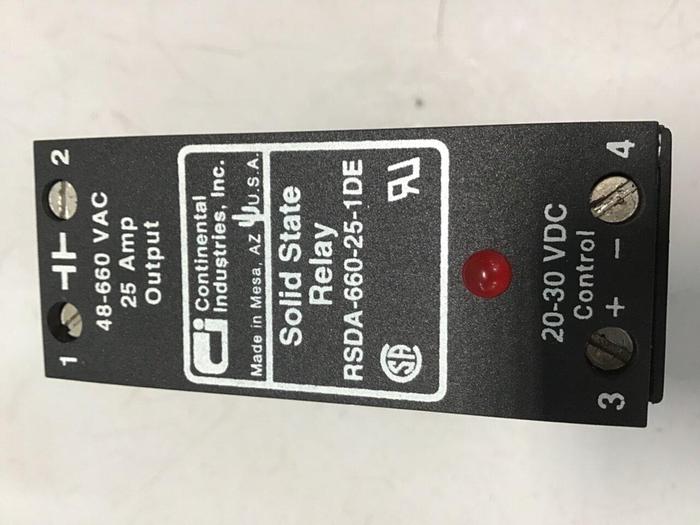 1 2
48-660 VAC
25 Amp
Output
Continental
Industries, Inc.
Made in Mesa, AZ U.S.A.
Solid State
Relay
RSDA-660-25-1DE
20-30 VDC
Control
+ −
3 4